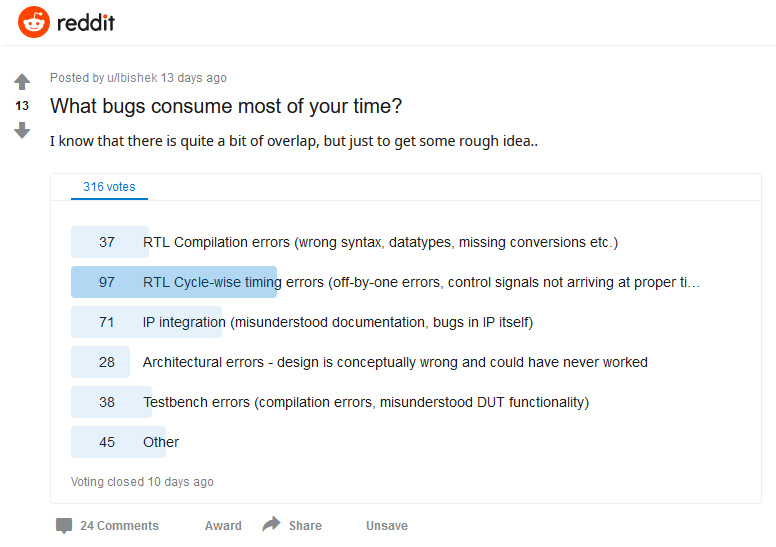 reddit
Posted by u/Ibishek 13 days ago
13
What bugs consume most of your time?
I know that there is quite a bit of overlap, but just to get some rough idea..
316 votes
37 RTL Compilation errors (wrong syntax, datatypes, missing conversions etc.)
97 RTL Cycle-wise timing errors (off-by-one errors, control signals not arriving at proper ti...
71 IP integration (misunderstood documentation, bugs in IP itself)
28 Architectural errors - design is conceptually wrong and could have never worked
38 Testbench errors (compilation errors, misunderstood DUT functionality)
45 Other
Voting closed 10 days ago
24 Comments Award Share Unsave